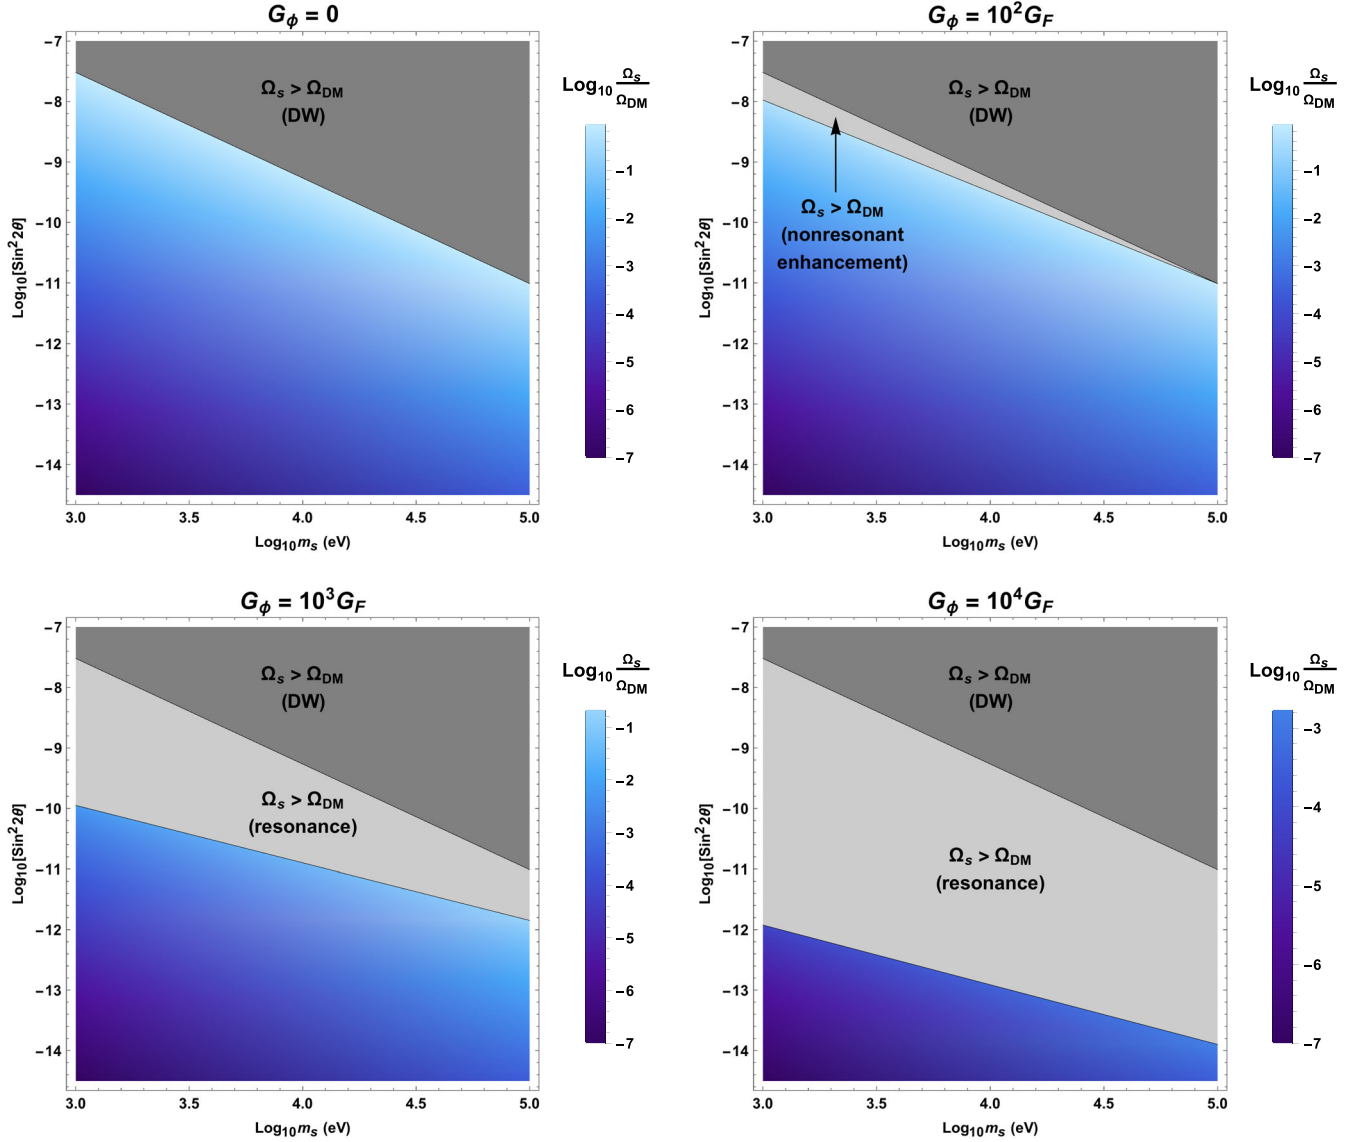 G_ϕ = 0
−7
−8
−9
−10
−11
−12
−13
−14
Log₁₀[Sin²2θ]
Ω_s > Ω_DM
(DW)
3.0 3.5 4.0 4.5 5.0
Log₁₀m_s (eV)
Log₁₀ Ω_s/Ω_DM
−1
−2
−3
−4
−5
−6
−7
G_ϕ = 10²G_F
−7
−8
−9
−10
−11
−12
−13
−14
Log₁₀[Sin²2θ]
Ω_s > Ω_DM
(DW)
Ω_s > Ω_DM
(nonresonant
enhancement)
3.0 3.5 4.0 4.5 5.0
Log₁₀m_s (eV)
Log₁₀ Ω_s/Ω_DM
−1
−2
−3
−4
−5
−6
−7
G_ϕ = 10³G_F
−7
−8
−9
−10
−11
−12
−13
−14
Log₁₀[Sin²2θ]
Ω_s > Ω_DM
(DW)
Ω_s > Ω_DM
(resonance)
3.0 3.5 4.0 4.5 5.0
Log₁₀m_s (eV)
Log₁₀ Ω_s/Ω_DM
−1
−2
−3
−4
−5
−6
−7
G_ϕ = 10⁴G_F
−7
−8
−9
−10
−11
−12
−13
−14
Log₁₀[Sin²2θ]
Ω_s > Ω_DM
(DW)
Ω_s > Ω_DM
(resonance)
3.0 3.5 4.0 4.5 5.0
Log₁₀m_s (eV)
Log₁₀ Ω_s/Ω_DM
−3
−4
−5
−6
−7